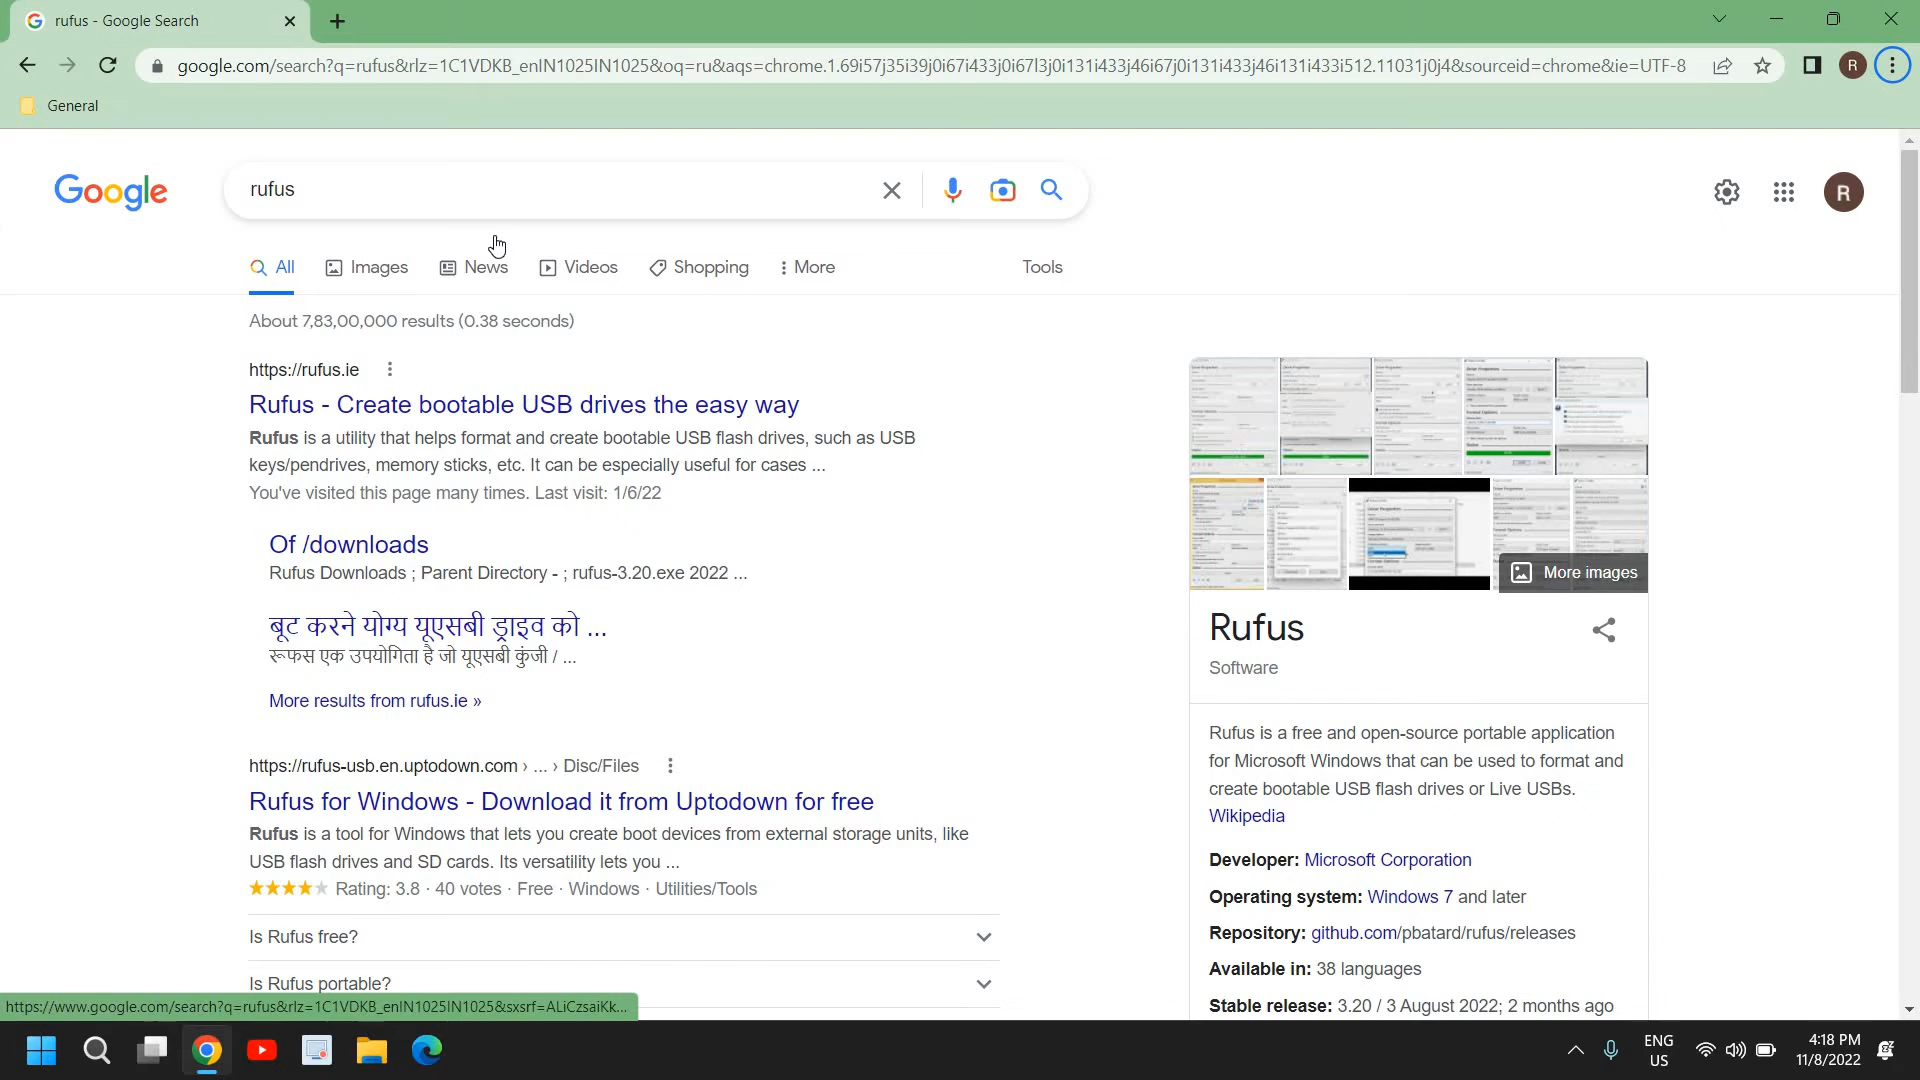 rufus - Google Search
google.com/search?q=rufus&rlz=1C1VDKB_enIN1025IN1025&oq=ru&aqs=chrome.1.69i57j35i39j0i67i433j0i67l3j0i131i433j46i67j0i131i433j46i131i433i512.11031j0j4&sourceid=chrome&ie=UTF-8
R
General
Google
rufus
R
All
Images
News
Videos
Shopping
More
Tools
About 7,83,00,000 results (0.38 seconds)
https://rufus.ie
Rufus - Create bootable USB drives the easy way
Rufus is a utility that helps format and create bootable USB flash drives, such as USB
keys/pendrives, memory sticks, etc. It can be especially useful for cases ...
You've visited this page many times. Last visit: 1/6/22
Of /downloads
Rufus Downloads ; Parent Directory - ; rufus-3.20.exe 2022 ...
बूट करने योग्य यूएसबी ड्राइव को ...
रूफस एक उपयोगिता है जो यूएसबी कुंजी / ...
More results from rufus.ie »
https://rufus-usb.en.uptodown.com › ... › Disc/Files
Rufus for Windows - Download it from Uptodown for free
Rufus is a tool for Windows that lets you create boot devices from external storage units, like
USB flash drives and SD cards. Its versatility lets you ...
Rating: 3.8 · 40 votes · Free · Windows · Utilities/Tools
Is Rufus free?
Is Rufus portable?
More images
Rufus
Software
Rufus is a free and open-source portable application
for Microsoft Windows that can be used to format and
create bootable USB flash drives or Live USBs.
Wikipedia
Developer: Microsoft Corporation
Operating system: Windows 7 and later
Repository: github.com/pbatard/rufus/releases
Available in: 38 languages
Stable release: 3.20 / 3 August 2022; 2 months ago
https://www.google.com/search?q=rufus&rlz=1C1VDKB_enIN1025IN1025&sxsrf=ALiCzsaiKk...
ENG
US
4:18 PM
11/8/2022